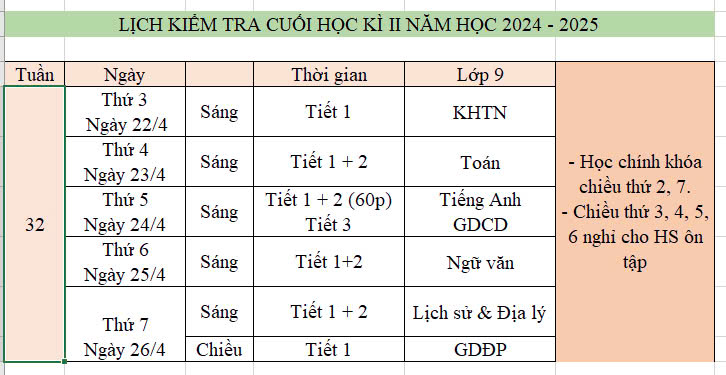 LỊCH KIỂM TRA CUỐI HỌC KÌ II NĂM HỌC 2024 - 2025
Tuần Ngày Thời gian Lớp 9
32
Thứ 3
Ngày 22/4
Sáng
Tiết 1
KHTN
Thứ 4
Ngày 23/4
Sáng
Tiết 1 + 2
Toán
Thứ 5
Ngày 24/4
Sáng
Tiết 1 + 2 (60p)
Tiết 3
Tiếng Anh
GDCD
Thứ 6
Ngày 25/4
Sáng
Tiết 1+2
Ngữ văn
Thứ 7
Ngày 26/4
Sáng
Tiết 1 + 2
Lịch sử & Địa lý
Chiều
Tiết 1
GDĐP
- Học chính khóa
chiều thứ 2, 7.
- Chiều thứ 3, 4, 5,
6 nghỉ cho HS ôn
tập